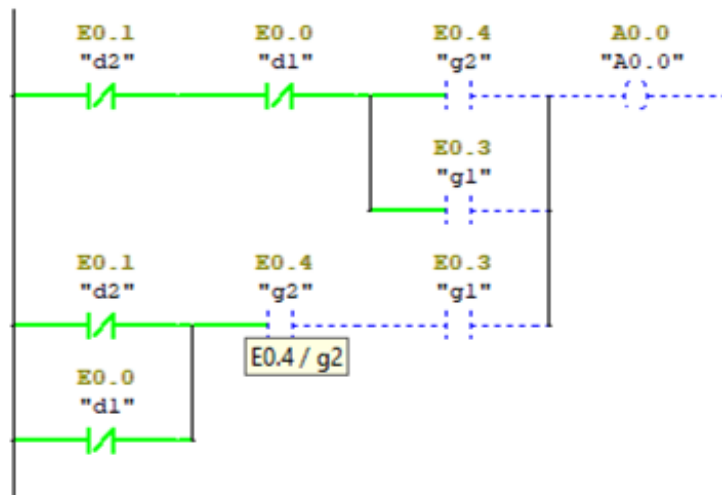 E0.1 E0.0 E0.4 A0.0
"d2" "d1" "g2" "A0.0"
E0.3
"g1"
E0.1 E0.4 E0.3
"d2" "g2" "g1"
E0.4 / g2
E0.0
"d1"